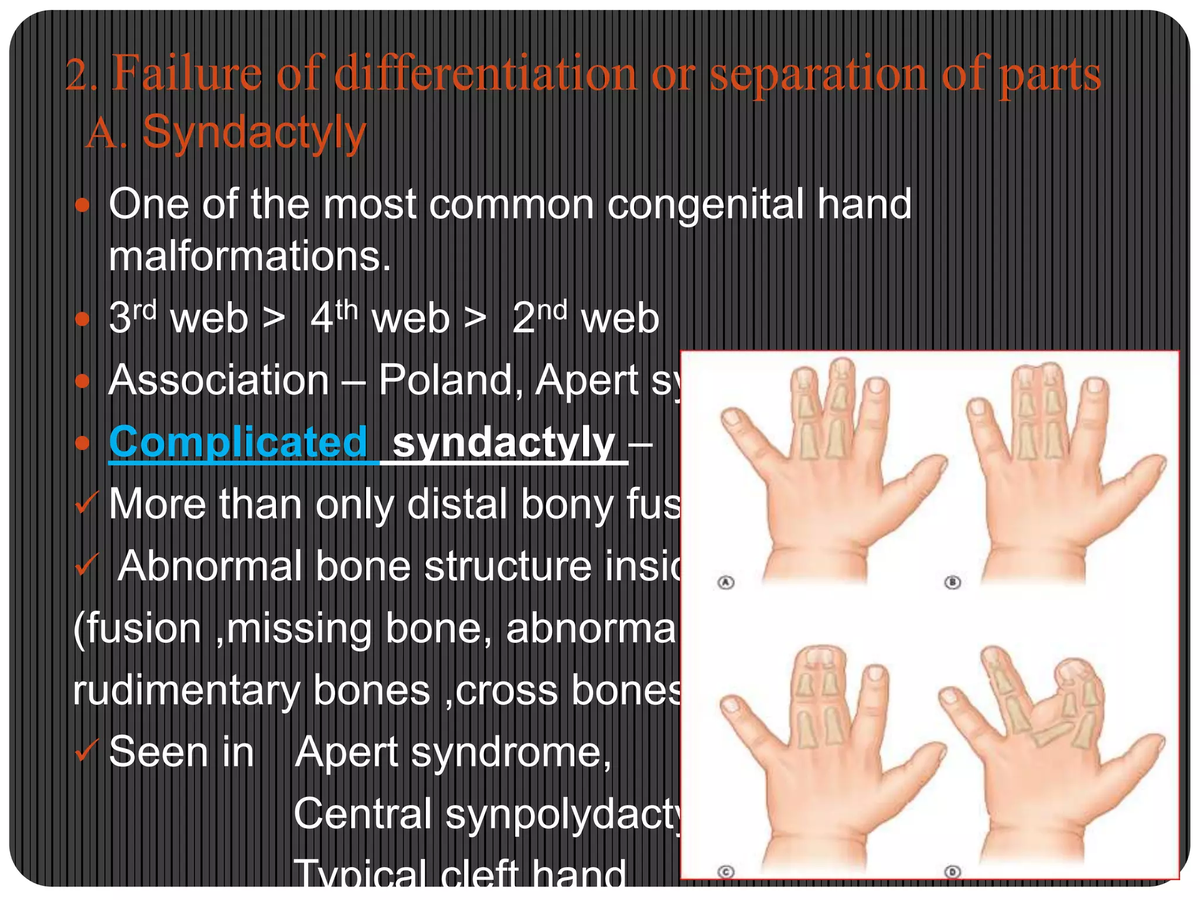 2. Failure of differentiation or separation of parts
A. Syndactyly
• One of the most common congenital hand
malformations.
• 3rd web > 4th web > 2nd web
• Association – Poland, Apert sy
• Complicated syndactyly –
✓ More than only distal bony fus
✓ Abnormal bone structure insid
(fusion ,missing bone, abnorma
rudimentary bones ,cross bones
✓ Seen in Apert syndrome,
Central synpolydacty
Typical cleft hand
A
B
C
D